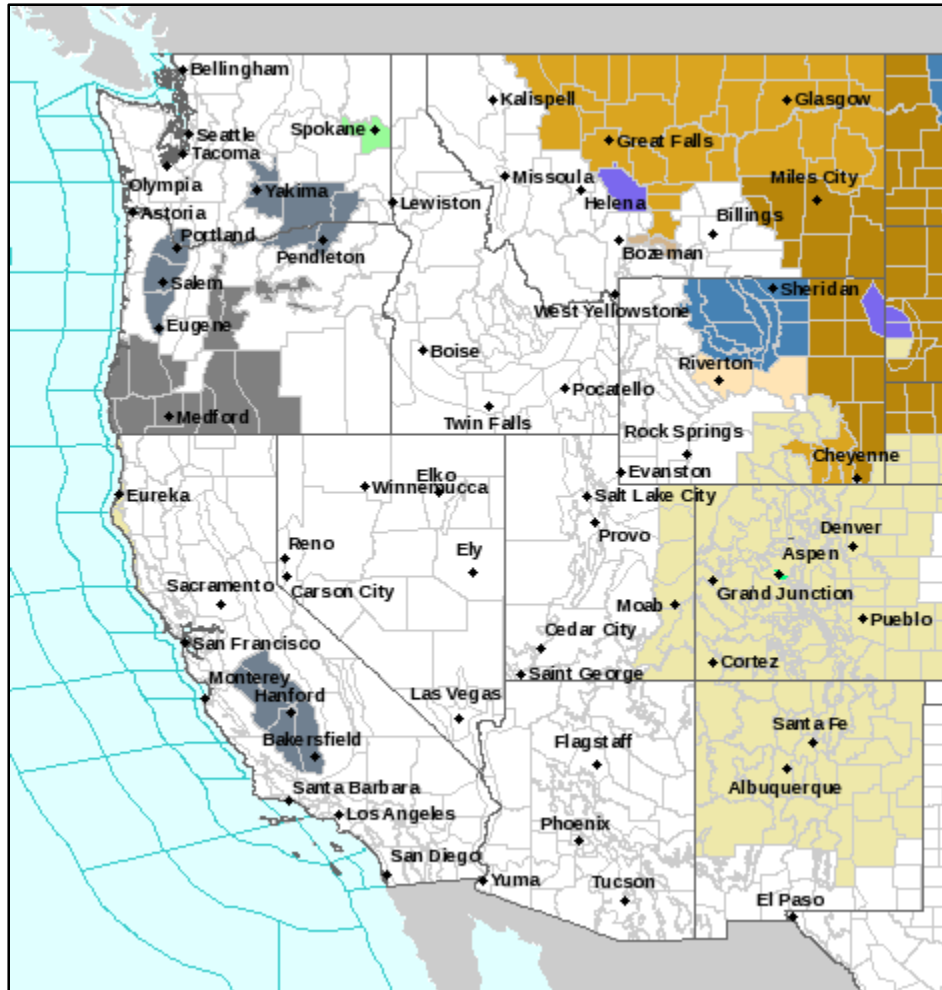 Bellingham
Kalispell
Glasgow
Spokane
Seattle
Great Falls
Tacoma
Olympia
Yakima
Missoula
Miles City
Lewiston
Helena
Astoria
Billings
Portland
Pendleton
Bozeman
Salem
Sheridan
West Yellowstone
Eugene
Boise
Riverton
Pocatello
Medford
Twin Falls
Rock Springs
Cheyenne
Elko
Evanston
Eureka
Winnemucca
Salt Lake City
Denver
Provo
Reno
Ely
Aspen
Sacramento
Carson City
Grand Junction
Moab
Pueblo
San Francisco
Cedar City
Cortez
Monterey
Saint George
Hanford
Las Vegas
Santa Fe
Bakersfield
Flagstaff
Albuquerque
Santa Barbara
Los Angeles
Phoenix
San Diego
Yuma
Tucson
El Paso